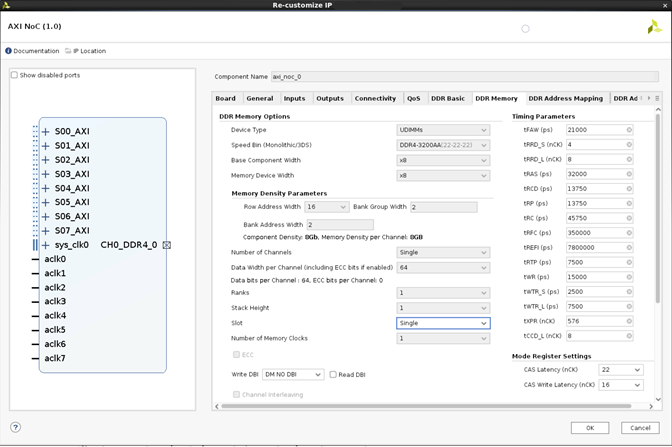 Re-customize IP
AXI NoC (1.0)
Documentation IP Location
Show disabled ports
Component Name axi_noc_0
Board General Inputs Outputs Connectivity QoS DDR Basic DDR Memory DDR Address Mapping DDR Ad
S00_AXI
S01_AXI
S02_AXI
S03_AXI
S04_AXI
S05_AXI
S06_AXI
S07_AXI
sys_clk0 CH0_DDR4_0
aclk0
aclk1
aclk2
aclk3
aclk4
aclk5
aclk6
aclk7
DDR Memory Options
Device Type UDIMMs
Speed Bin (Monolithic/3DS) DDR4-3200AA(22-22-22)
Base Component Width x8
Memory Device Width x8
Memory Density Parameters
Row Address Width 16 Bank Group Width 2
Bank Address Width 2
Component Density: 8Gb, Memory Density per Channel: 8GB
Number of Channels Single
Data Width per Channel (including ECC bits if enabled) 64
Data bits per Channel : 64, ECC bits per Channel: 0
Ranks 1
Stack Height 1
Slot Single
Number of Memory Clocks 1
ECC
Write DBI DM NO DBI Read DBI
Channel Interleaving
Timing Parameters
tFAW (ps) 21000
tRRD_S (nCK) 4
tRRD_L (nCK) 8
tRAS (ps) 32000
tRCD (ps) 13750
tRP (ps) 13750
tRC (ps) 45750
tRFC (ps) 350000
tREFI (ps) 7800000
tRTP (ps) 7500
tWR (ps) 15000
tWTR_S (ps) 2500
tWTR_L (ps) 7500
tXPR (nCK) 576
tCCD_L (nCK) 8
Mode Register Settings
CAS Latency (nCK) 22
CAS Write Latency (nCK) 16
OK Cancel